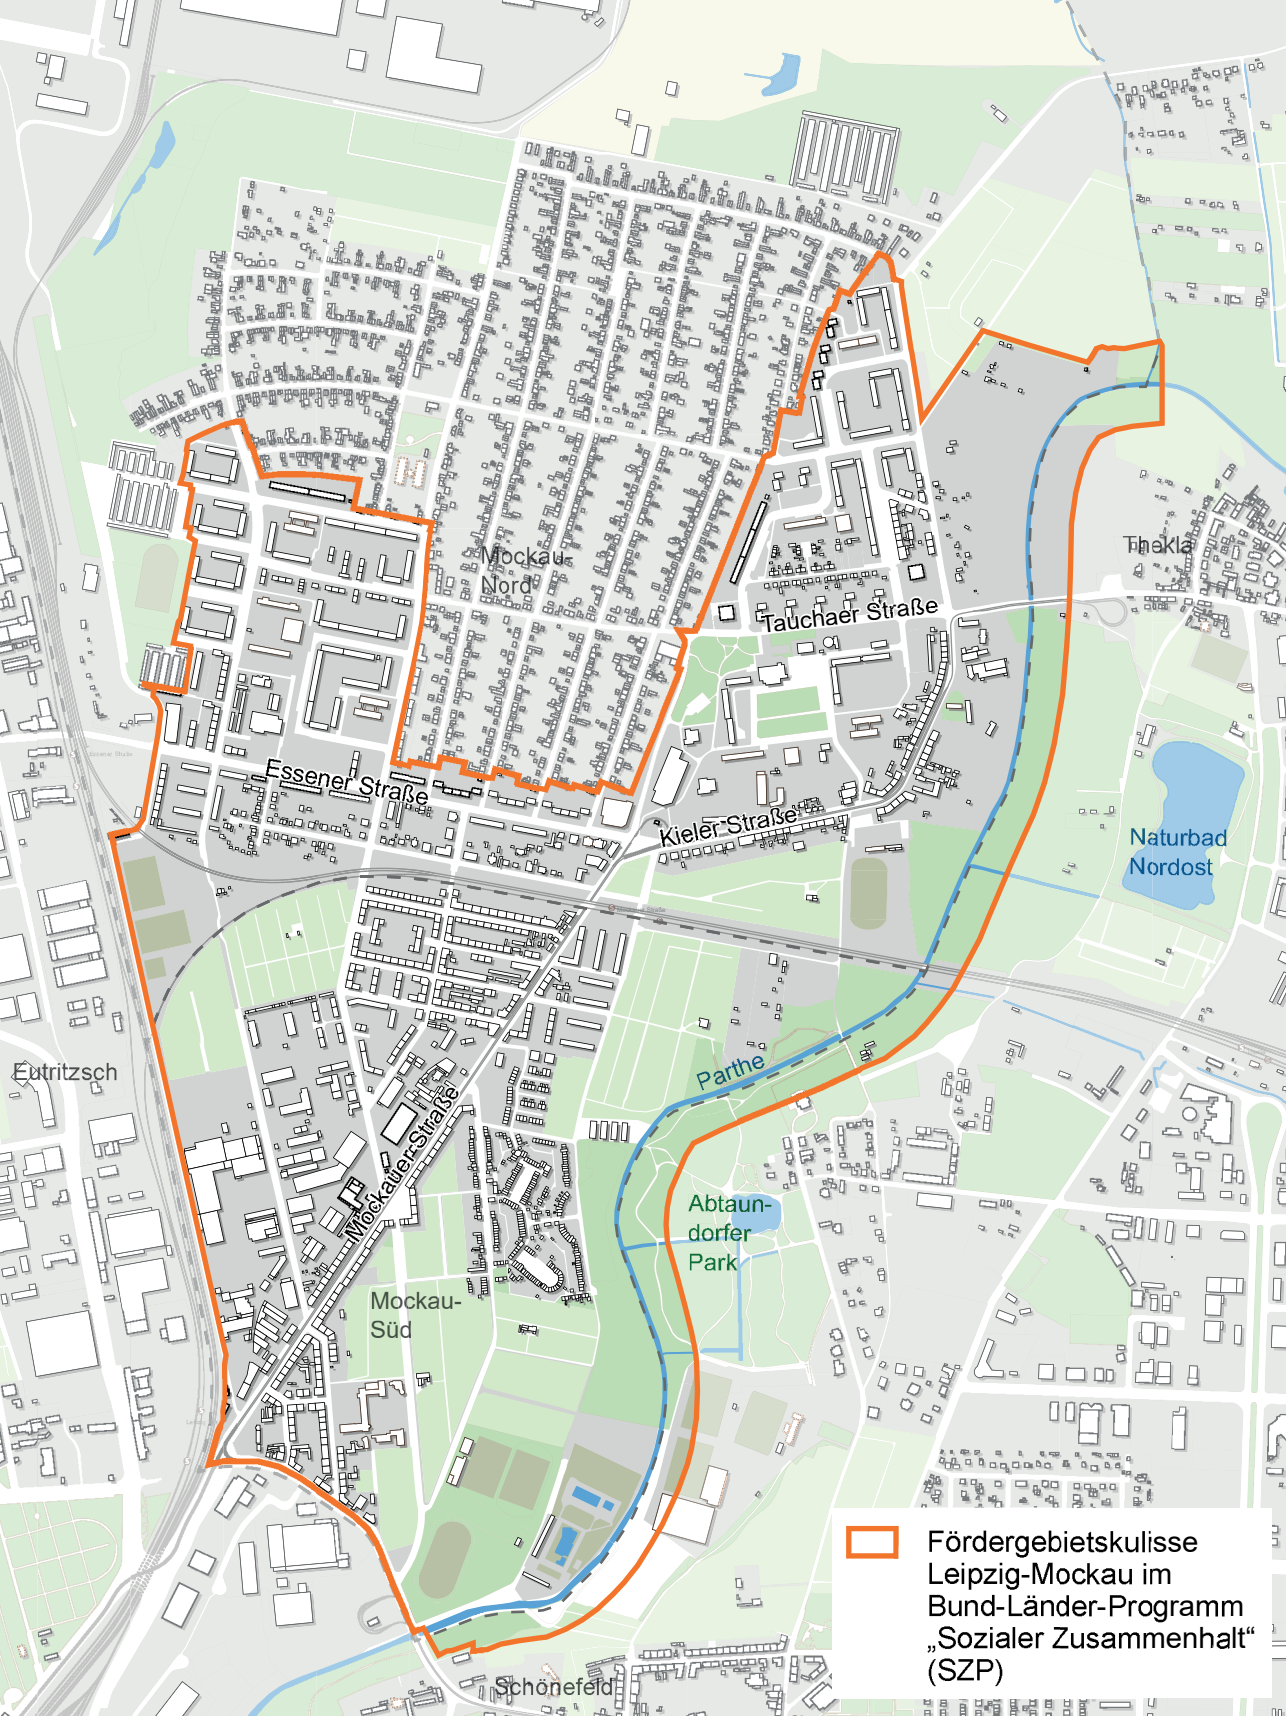 Mockau-
Nord
Thekla
Tauchaer Straße
Essener Straße
Kieler Straße
Naturbad
Nordost
Eutritzsch
Parthe
Mockauer Straße
Abtaun-
dorfer
Park
Mockau-
Süd
Schönefeld
Fördergebietskulisse
Leipzig-Mockau im
Bund-Länder-Programm
„Sozialer Zusammenhalt“
(SZP)